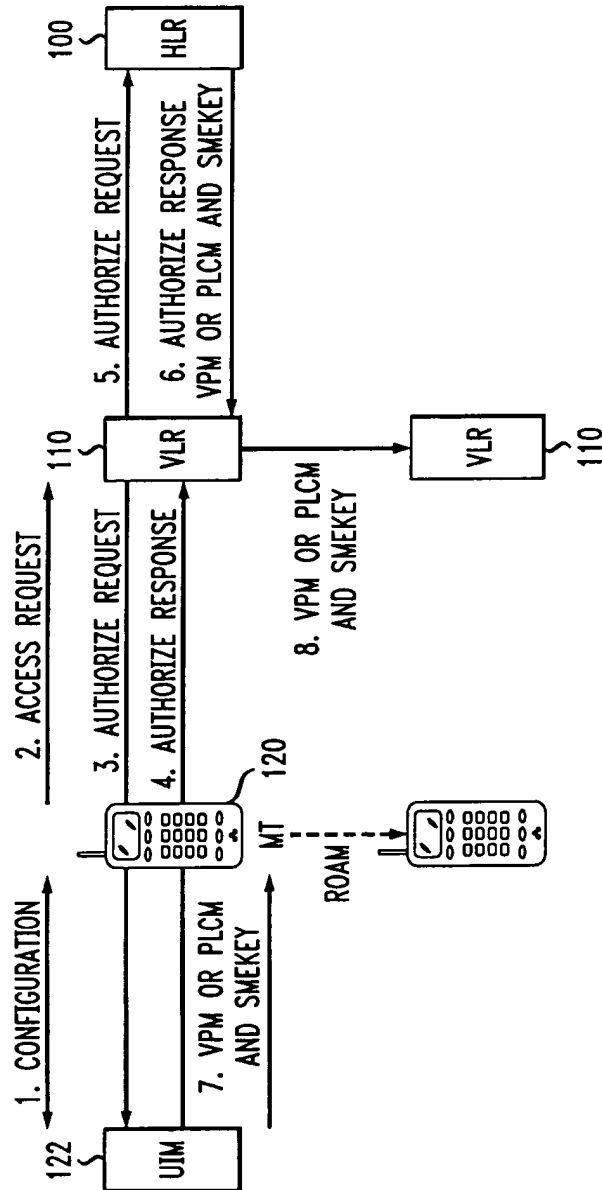 1. CONFIGURATION
2. ACCESS REQUEST
122
UIM
3. AUTHORIZE REQUEST
4. AUTHORIZE RESPONSE
120
MT
110
VLR
5. AUTHORIZE REQUEST
6. AUTHORIZE RESPONSE
VPM OR PLCM AND SMEKEY
100
HLR
7. VPM OR PLCM
AND SMEKEY
ROAM
8. VPM OR PLCM
AND SMEKEY
VLR
110